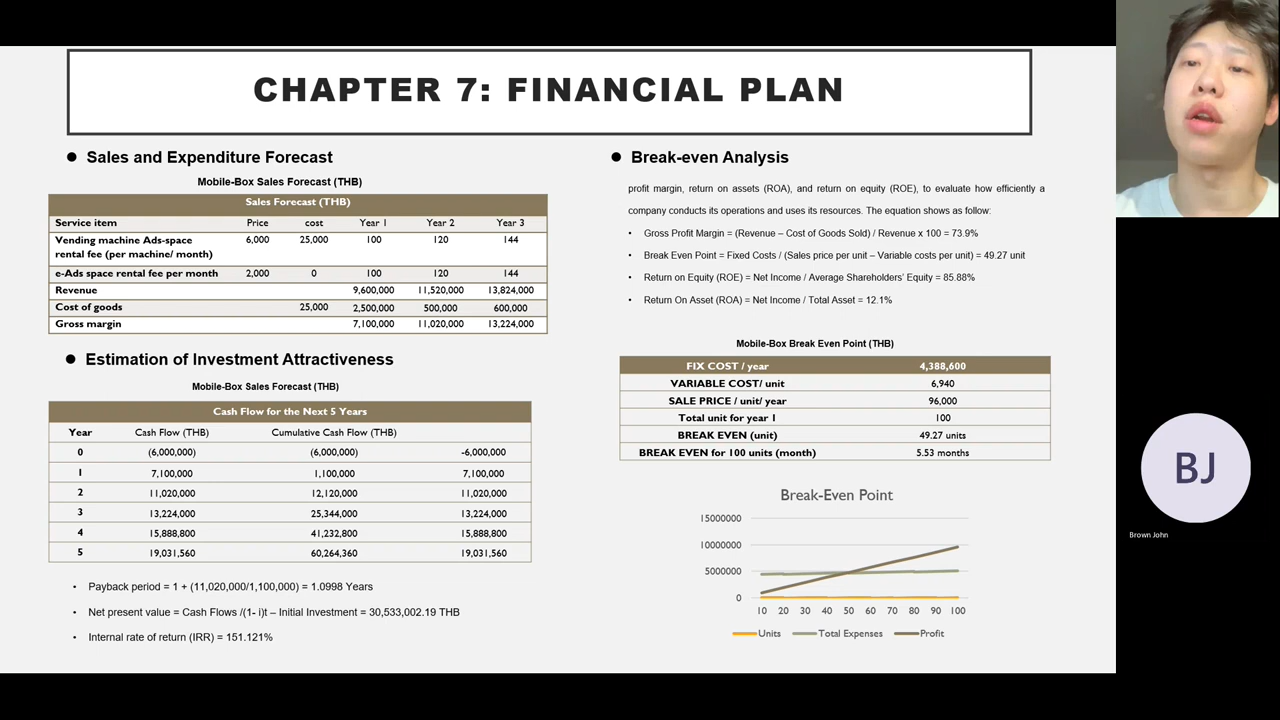 CHAPTER 7: FINANCIAL PLAN
● Sales and Expenditure Forecast
Mobile-Box Sales Forecast (THB)
Sales Forecast (THB)
Service item Price cost Year 1 Year 2 Year 3
Vending machine Ads-space
rental fee (per machine/ month) 6,000 25,000 100 120 144
e-Ads space rental fee per month 2,000 0 100 120 144
Revenue 9,600,000 11,520,000 13,824,000
Cost of goods 25,000 2,500,000 500,000 600,000
Gross margin 7,100,000 11,020,000 13,224,000
● Estimation of Investment Attractiveness
Mobile-Box Sales Forecast (THB)
Cash Flow for the Next 5 Years
Year Cash Flow (THB) Cumulative Cash Flow (THB)
0 (6,000,000) (6,000,000) -6,000,000
1 7,100,000 1,100,000 7,100,000
2 11,020,000 12,120,000 11,020,000
3 13,224,000 25,344,000 13,224,000
4 15,888,800 41,232,800 15,888,800
5 19,031,560 60,264,360 19,031,560
• Payback period = 1 + (11,020,000/1,100,000) = 1.0998 Years
• Net present value = Cash Flows /(1- i)t – Initial Investment = 30,533,002.19 THB
• Internal rate of return (IRR) = 151.121%
● Break-even Analysis
profit margin, return on assets (ROA), and return on equity (ROE), to evaluate how efficiently a
company conducts its operations and uses its resources. The equation shows as follow:
• Gross Profit Margin = (Revenue – Cost of Goods Sold) / Revenue x 100 = 73.9%
• Break Even Point = Fixed Costs / (Sales price per unit – Variable costs per unit) = 49.27 unit
• Return on Equity (ROE) = Net Income / Average Shareholders' Equity = 85.88%
• Return On Asset (ROA) = Net Income / Total Asset = 12.1%
Mobile-Box Break Even Point (THB)
FIX COST / year 4,388,600
VARIABLE COST/ unit 6,940
SALE PRICE / unit/ year 96,000
Total unit for year 1 100
BREAK EVEN (unit) 49.27 units
BREAK EVEN for 100 units (month) 5.53 months
Break-Even Point
15000000
10000000
5000000
0
10 20 30 40 50 60 70 80 90 100
Units Total Expenses Profit
BJ
Brown John